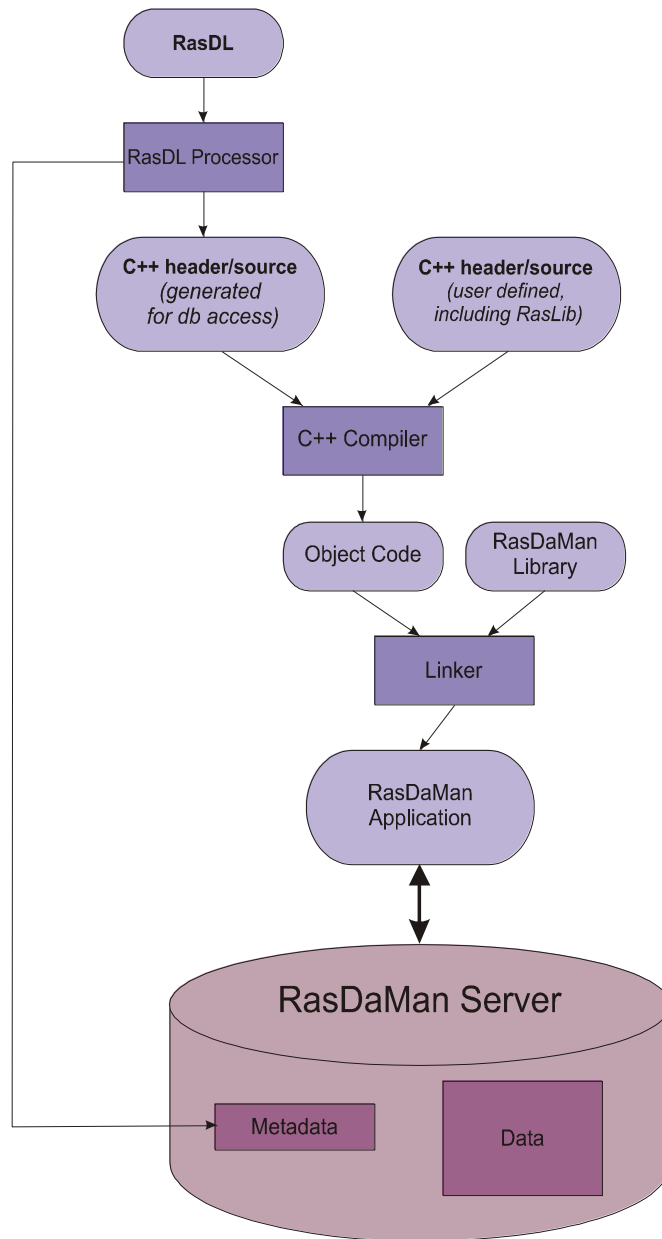 RasDL
RasDL Processor
C++ header/source
(generated
for db access)
C++ header/source
(user defined,
including RasLib)
C++ Compiler
Object Code
RasDaMan
Library
Linker
RasDaMan
Application
RasDaMan Server
Metadata
Data